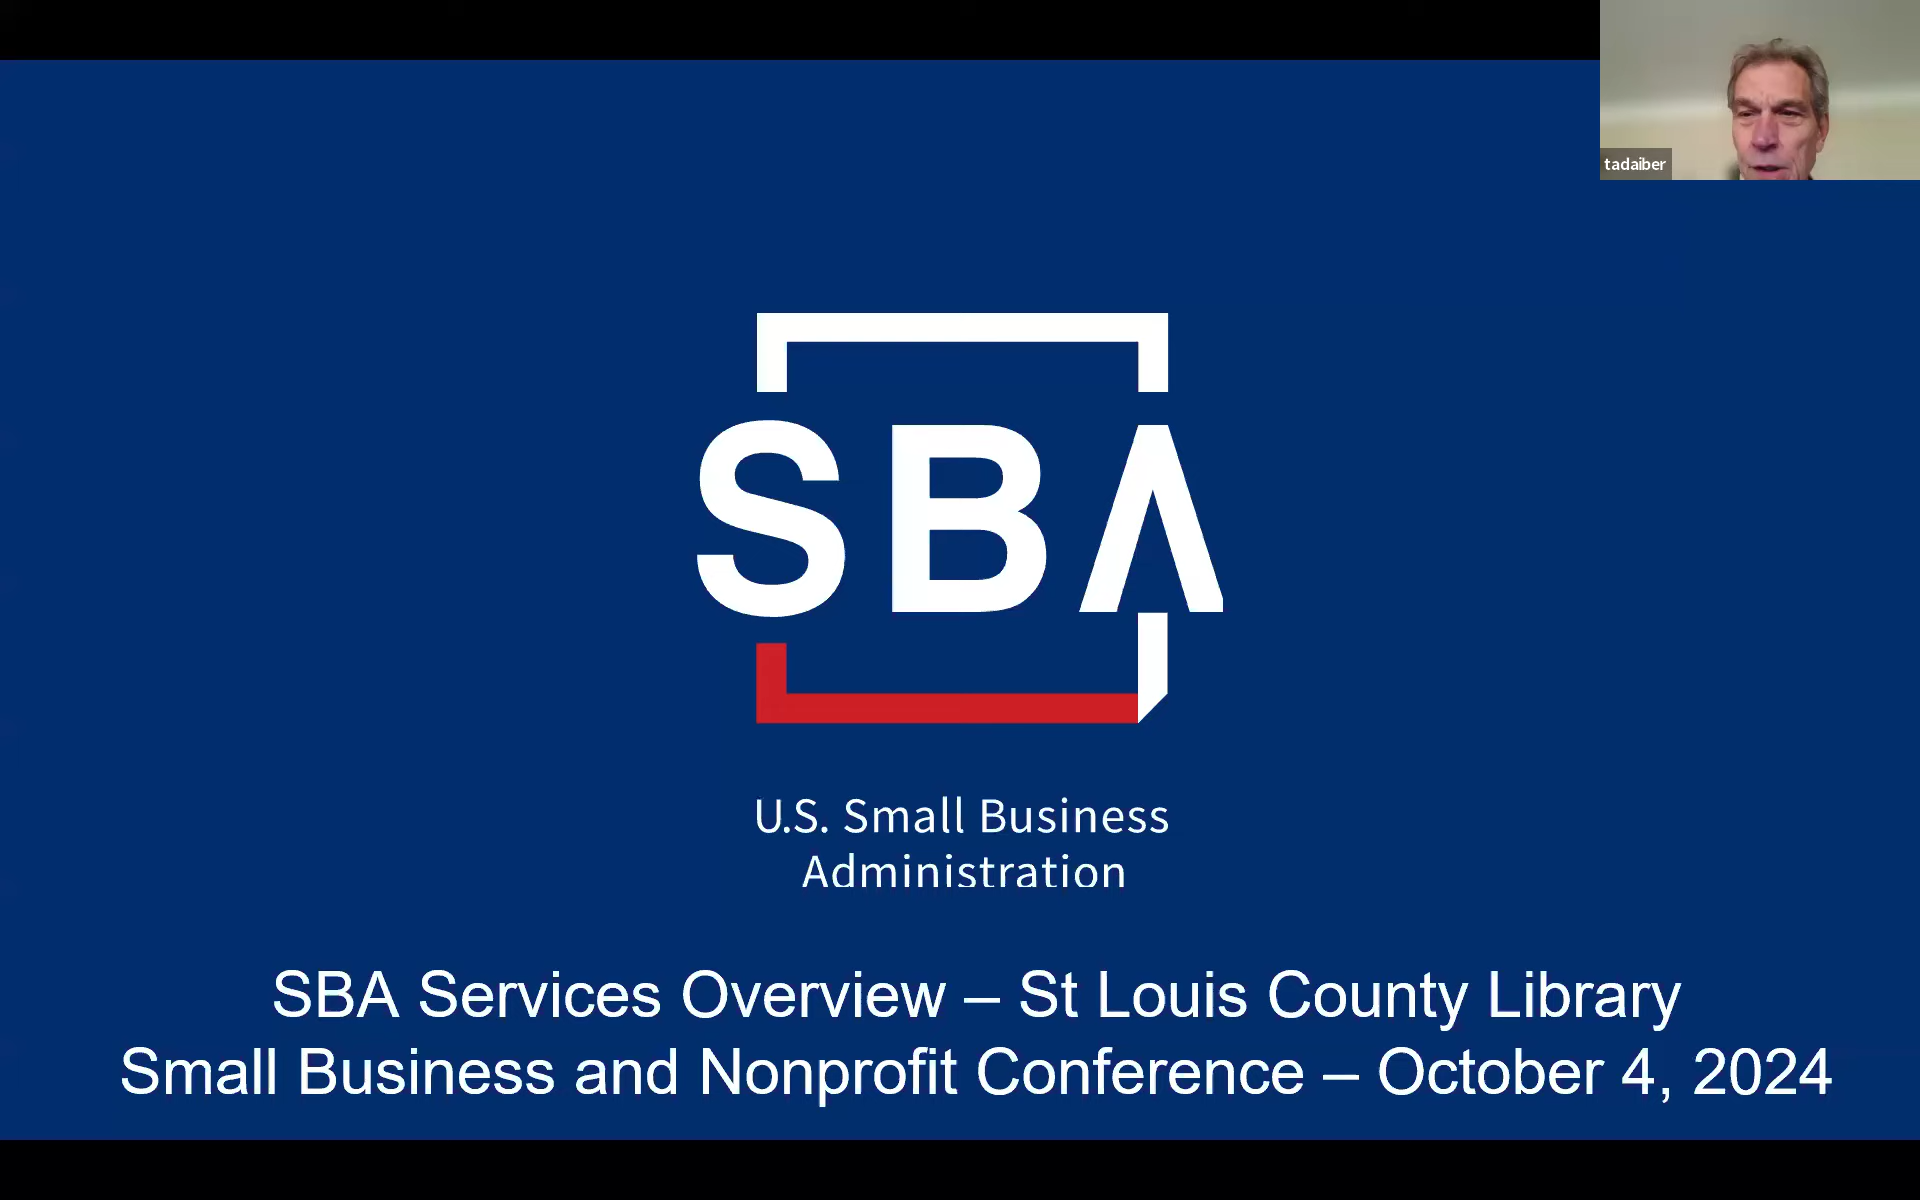 tadaiber
SBA
U.S. Small Business
Administration
SBA Services Overview – St Louis County Library
Small Business and Nonprofit Conference – October 4, 2024